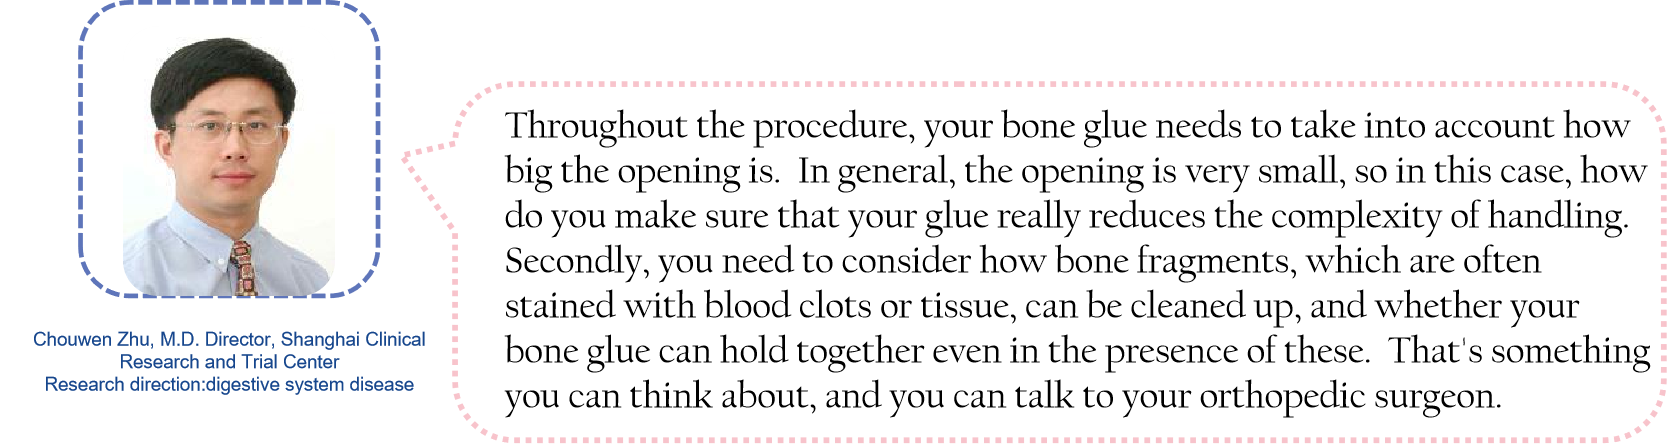 Throughout the procedure, your bone glue needs to take into account how
big the opening is.  In general, the opening is very small, so in this case, how
do you make sure that your glue really reduces the complexity of handling.
Secondly, you need to consider how bone fragments, which are often
stained with blood clots or tissue, can be cleaned up, and whether your
bone glue can hold together even in the presence of these.  That's something
you can think about, and you can talk to your orthopedic surgeon.
Chouwen Zhu, M.D. Director, Shanghai Clinical
Research and Trial Center
Research direction:digestive system disease